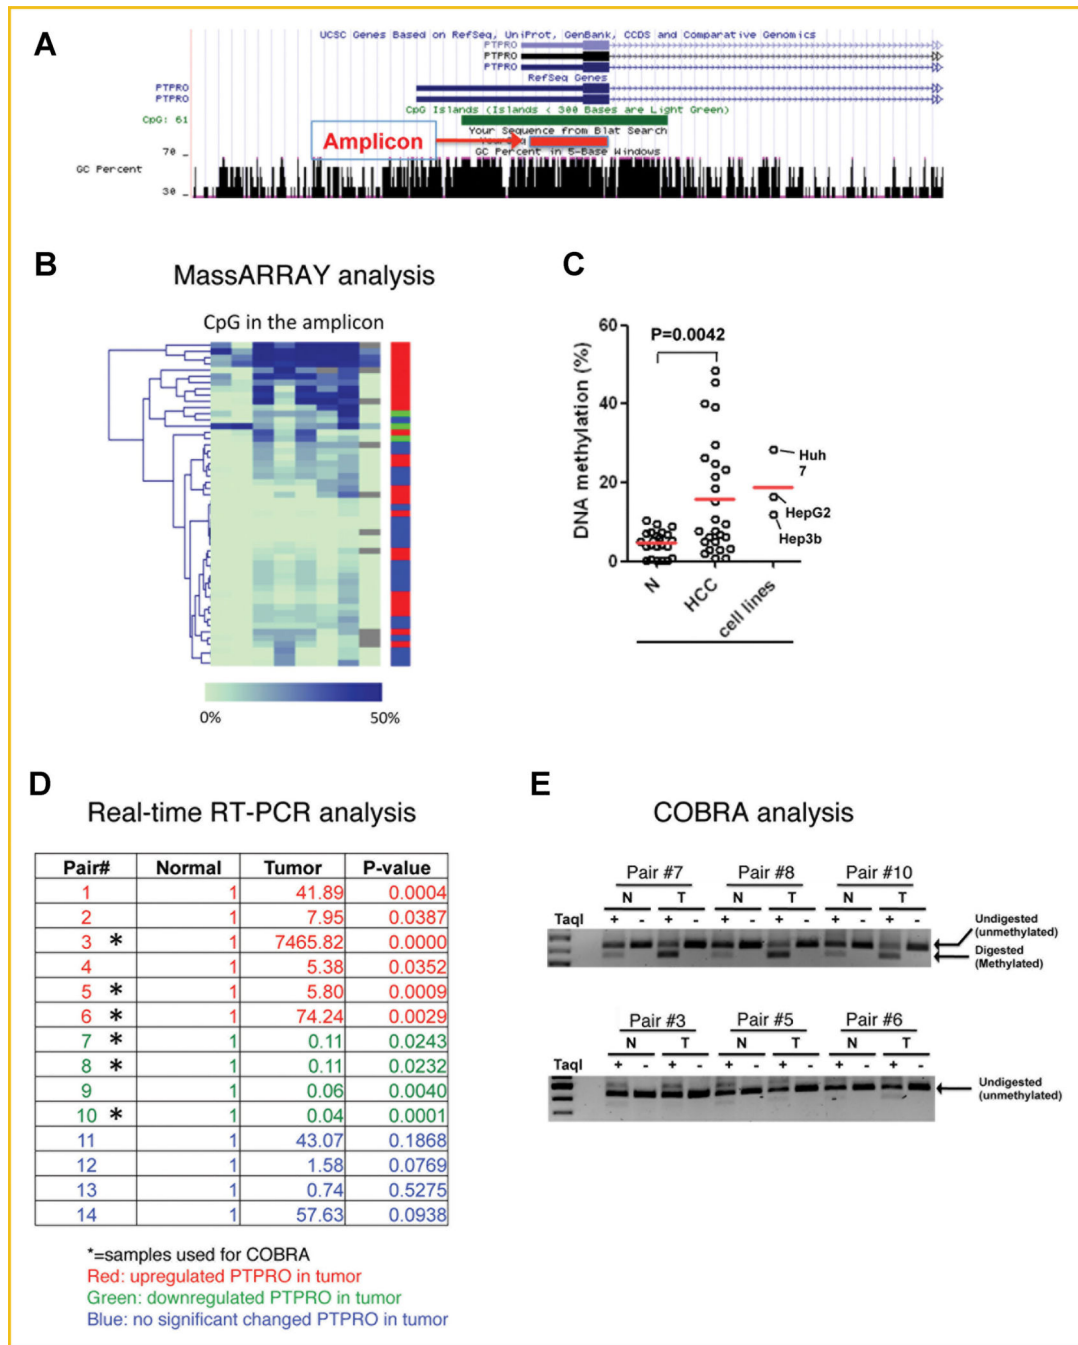 A
UCSC Genes Based on RefSeq, UniProt, GenBank, CCDS and Comparative Genomics
PTPRO
PTPRO
PTPRO
RefSeq Genes
PTPRO
PTPRO
CpG Islands (Islands < 300 Bases are Light Green)
CpG: 61
Your Sequence from Blat Search
Amplicon
GC Percent in 5-Base Windows
70
GC Percent
30
B
MassARRAY analysis
CpG in the amplicon
0%
50%
C
P=0.0042
DNA methylation (%)
60
40
20
0
Huh
7
HepG2
Hep3b
N
HCC
cell lines
D
Real-time RT-PCR analysis
Pair# Normal Tumor P-value
1 1 41.89 0.0004
2 1 7.95 0.0387
3 * 1 7465.82 0.0000
4 1 5.38 0.0352
5 * 1 5.80 0.0009
6 * 1 74.24 0.0029
7 * 1 0.11 0.0243
8 * 1 0.11 0.0232
9 1 0.06 0.0040
10 * 1 0.04 0.0001
11 1 43.07 0.1868
12 1 1.58 0.0769
13 1 0.74 0.5275
14 1 57.63 0.0938
*=samples used for COBRA
Red: upregulated PTPRO in tumor
Green: downregulated PTPRO in tumor
Blue: no significant changed PTPRO in tumor
E
COBRA analysis
Pair #7 Pair #8 Pair #10
N T N T N T
TaqI + - + - + - + - + - + -
Undigested
(unmethylated)
Digested
(Methylated)
Pair #3 Pair #5 Pair #6
N T N T N T
TaqI + - + - + - + - + - + -
Undigested
(unmethylated)